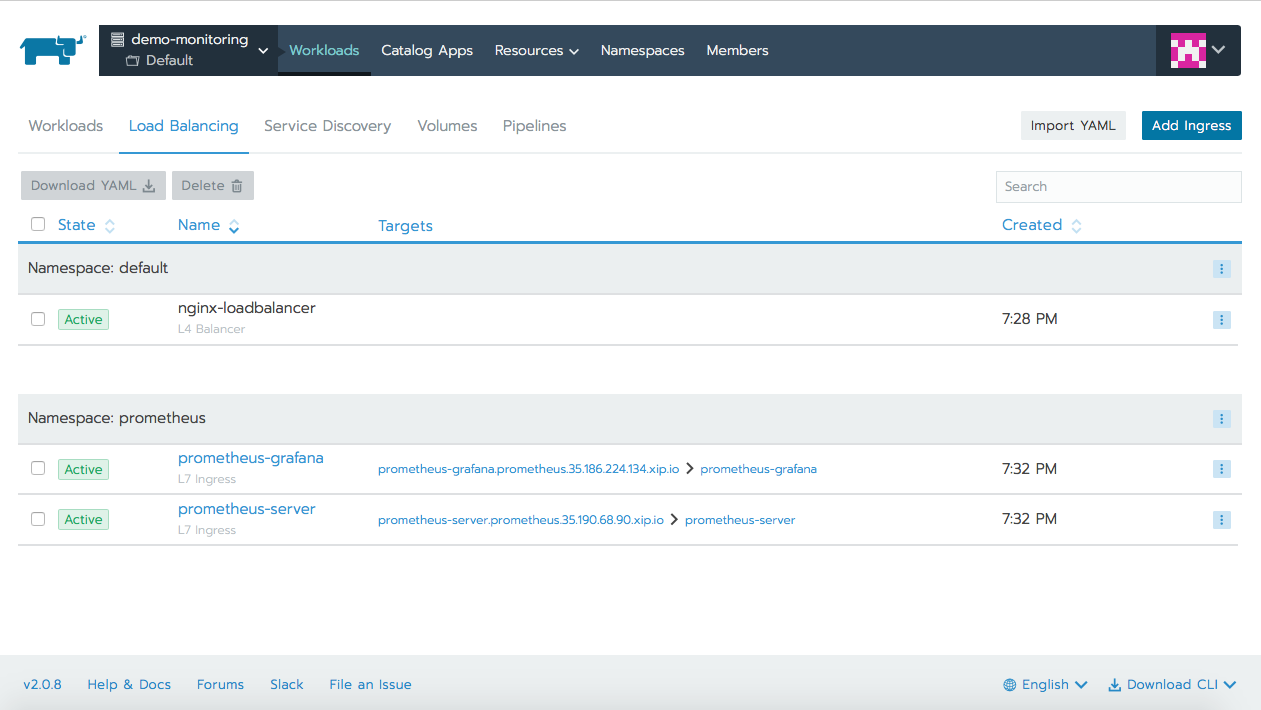 demo-monitoring
Default
Workloads Catalog Apps Resources Namespaces Members
Workloads Load Balancing Service Discovery Volumes Pipelines Import YAML Add Ingress
Download YAML Delete Search
State Name Targets Created
Namespace: default
Active nginx-loadbalancer 7:28 PM
L4 Balancer
Namespace: prometheus
Active prometheus-grafana prometheus-grafana.prometheus.35.186.224.134.xip.io prometheus-grafana 7:32 PM
L7 Ingress
Active prometheus-server prometheus-server.prometheus.35.190.68.90.xip.io prometheus-server 7:32 PM
L7 Ingress
v2.0.8 Help & Docs Forums Slack File an Issue English Download CLI